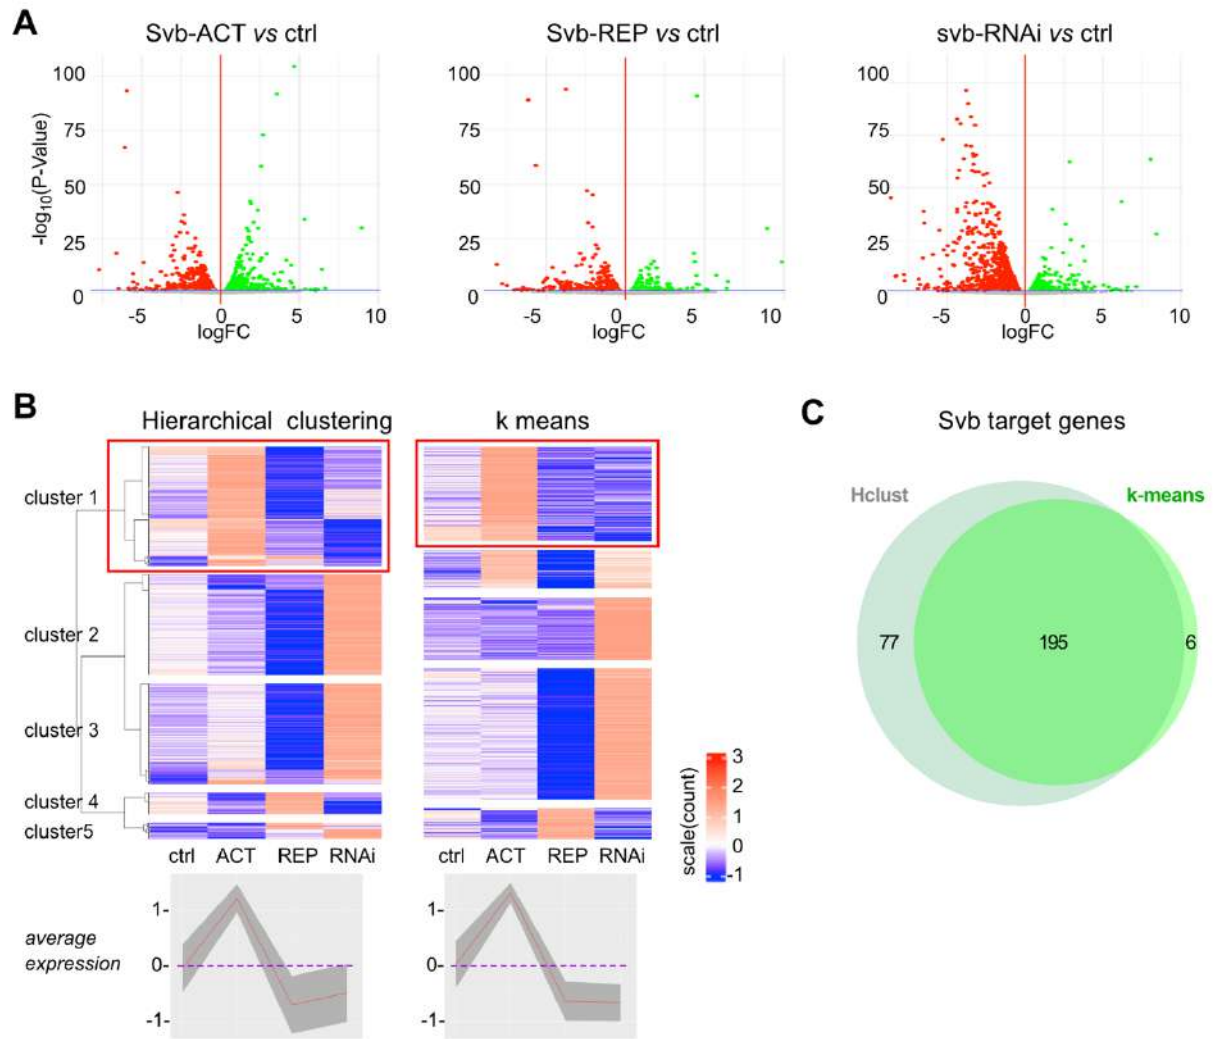 A
Svb-ACT vs ctrl
Svb-REP vs ctrl
svb-RNAi vs ctrl
-log10(P-Value)
100
75
50
25
0
-5
0
5
10
logFC
100
75
50
25
0
-5
0
5
10
logFC
100
75
50
25
0
-5
0
5
10
logFC
B
Hierarchical clustering
k means
cluster 1
cluster 2
cluster 3
cluster 4
cluster5
ctrl ACT REP RNAi
ctrl ACT REP RNAi
scale(count)
3
2
1
0
-1
average
expression
1-
0-
-1-
1-
0-
-1-
C
Svb target genes
Hclust
k-means
77
195
6